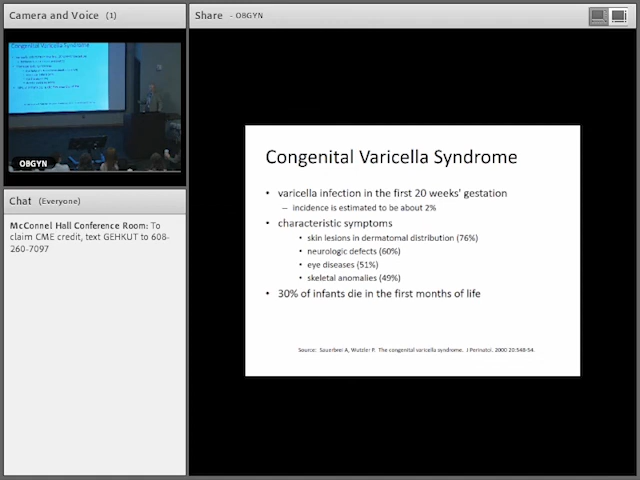 Camera and Voice (1)
OBGYN
Chat (Everyone)
McConnel Hall Conference Room: To
claim CME credit, text GEHKUT to 608-
260-7097
Share - OBGYN
Congenital Varicella Syndrome
• varicella infection in the first 20 weeks' gestation
– incidence is estimated to be about 2%
• characteristic symptoms
• skin lesions in dermatomal distribution (76%)
• neurologic defects (60%)
• eye diseases (51%)
• skeletal anomalies (49%)
• 30% of infants die in the first months of life
Source: Sauerbrei A, Wutzler P. The congenital varicella syndrome. J Perinatol. 2000 20:548-54.